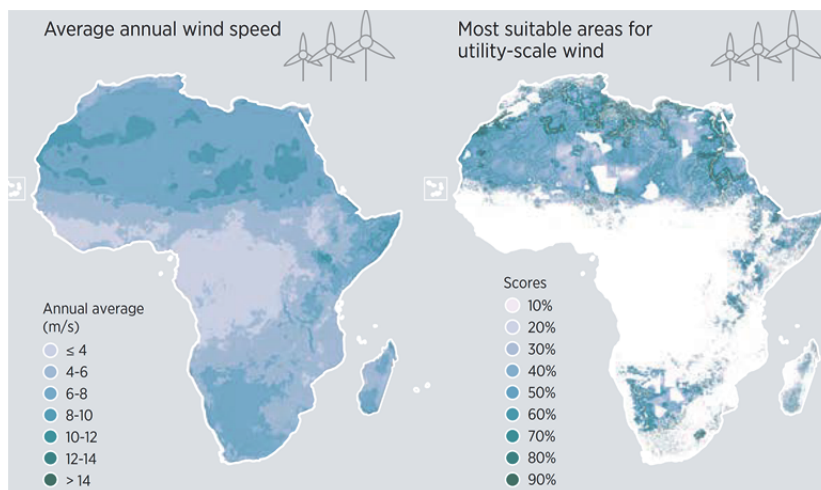 Average annual wind speed
Annual average
(m/s)
≤ 4
4-6
6-8
8-10
10-12
12-14
> 14
Most suitable areas for
utility-scale wind
Scores
10%
20%
30%
40%
50%
60%
70%
80%
90%